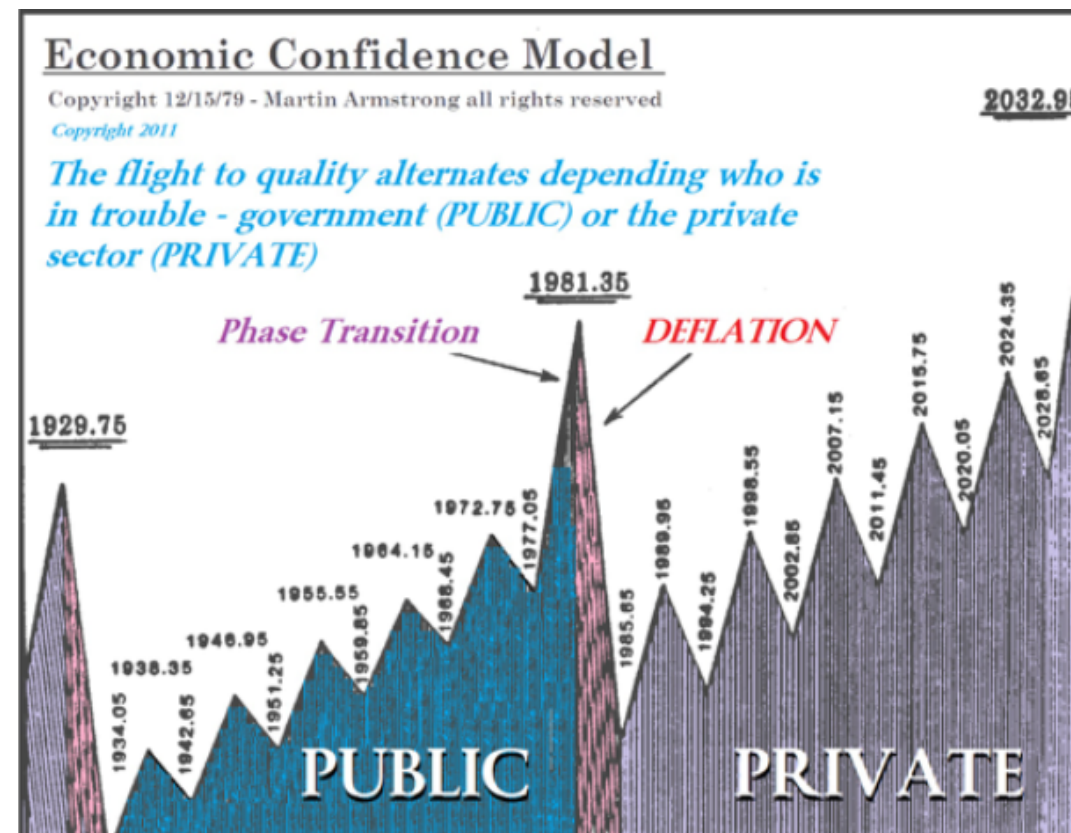 Economic Confidence Model
Copyright 12/15/79 - Martin Armstrong all rights reserved
Copyright 2011
The flight to quality alternates depending who is
in trouble - government (PUBLIC) or the private
sector (PRIVATE)
2032.95
1981.35
Phase Transition
DEFLATION
1929.75
1934.05
1938.35
1942.65
1946.95
1951.25
1955.55
1959.85
1964.15
1968.45
1972.75
1977.05
1985.65
1989.95
1994.25
1998.55
2002.85
2007.15
2011.45
2015.75
2020.05
2024.35
2028.65
PUBLIC
PRIVATE